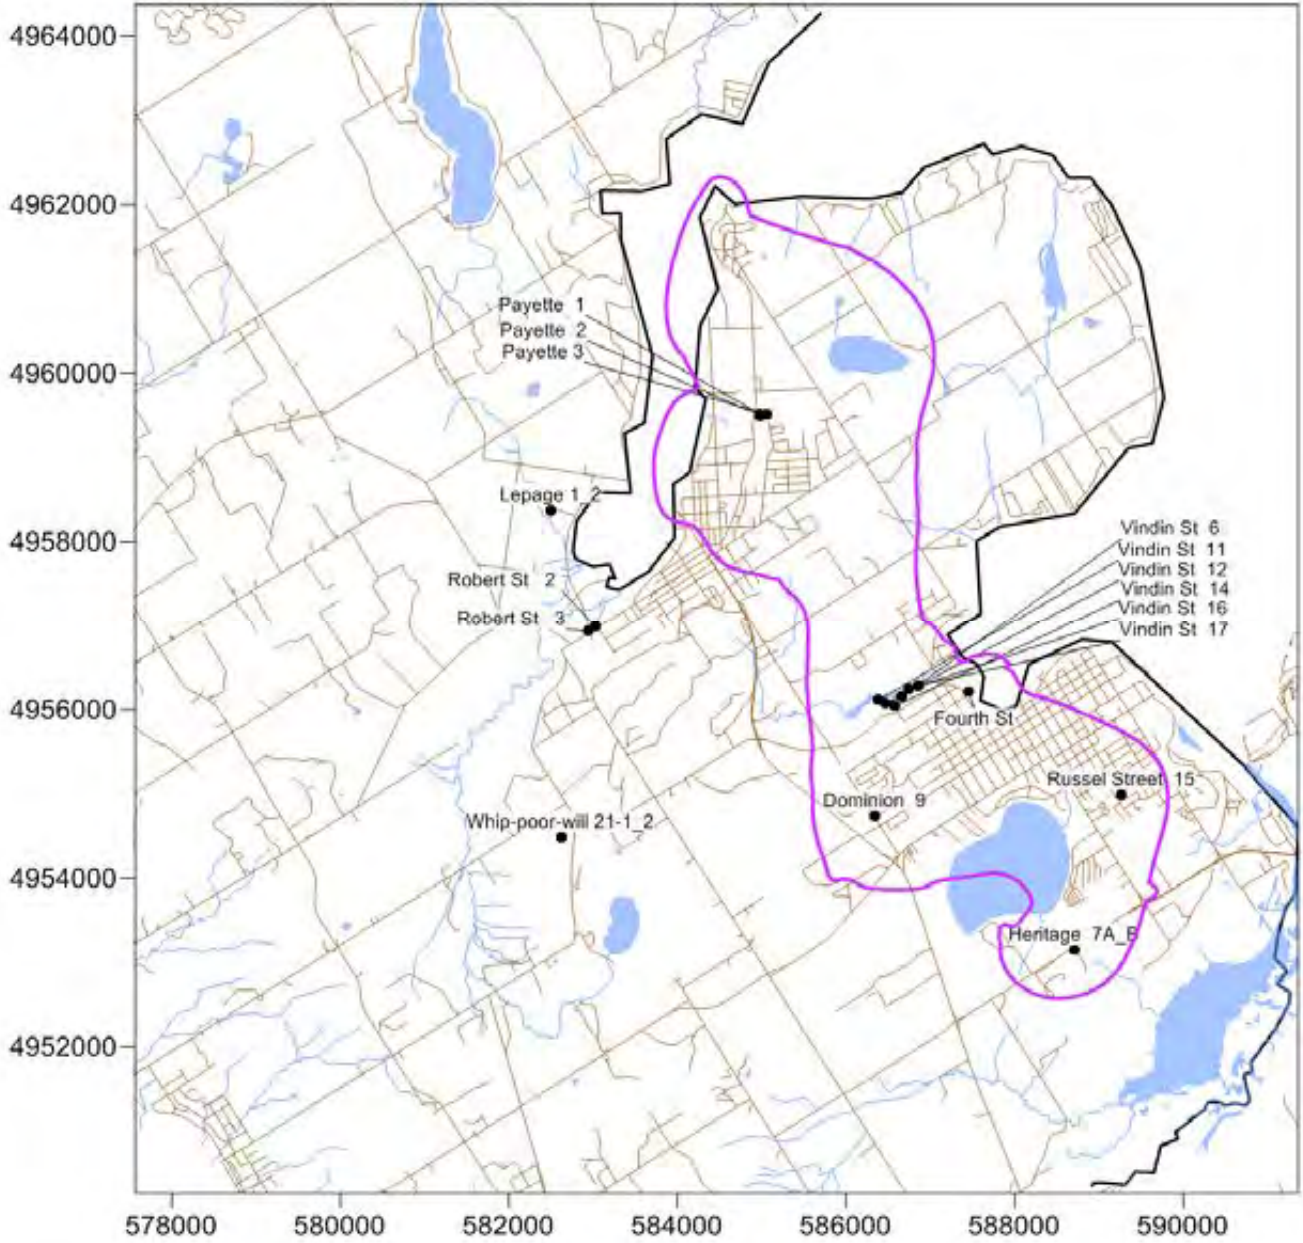 4964000
4962000
4960000
4958000
4956000
4954000
4952000
Payette 1
Payette 2
Payette 3
Lepage 1_2
Robert St 2
Robert St 3
Vindin St 6
Vindin St 11
Vindin St 12
Vindin St 14
Vindin St 16
Vindin St 17
Fourth St
Russel Street 15
Dominion 9
Whip-poor-will 21-1_2
Heritage 7A_B
578000 580000 582000 584000 586000 588000 590000